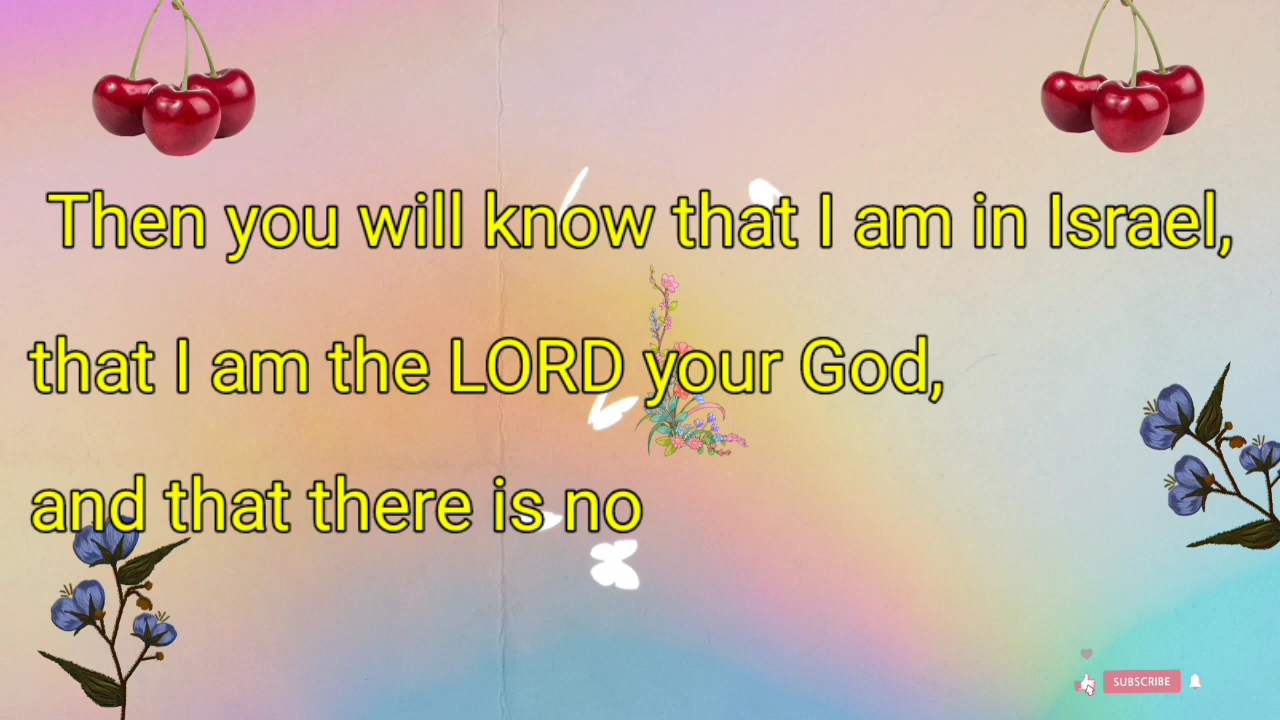 Then you will know that I am in Israel,
that I am the LORD your God,
and that there is no
SUBSCRIBE